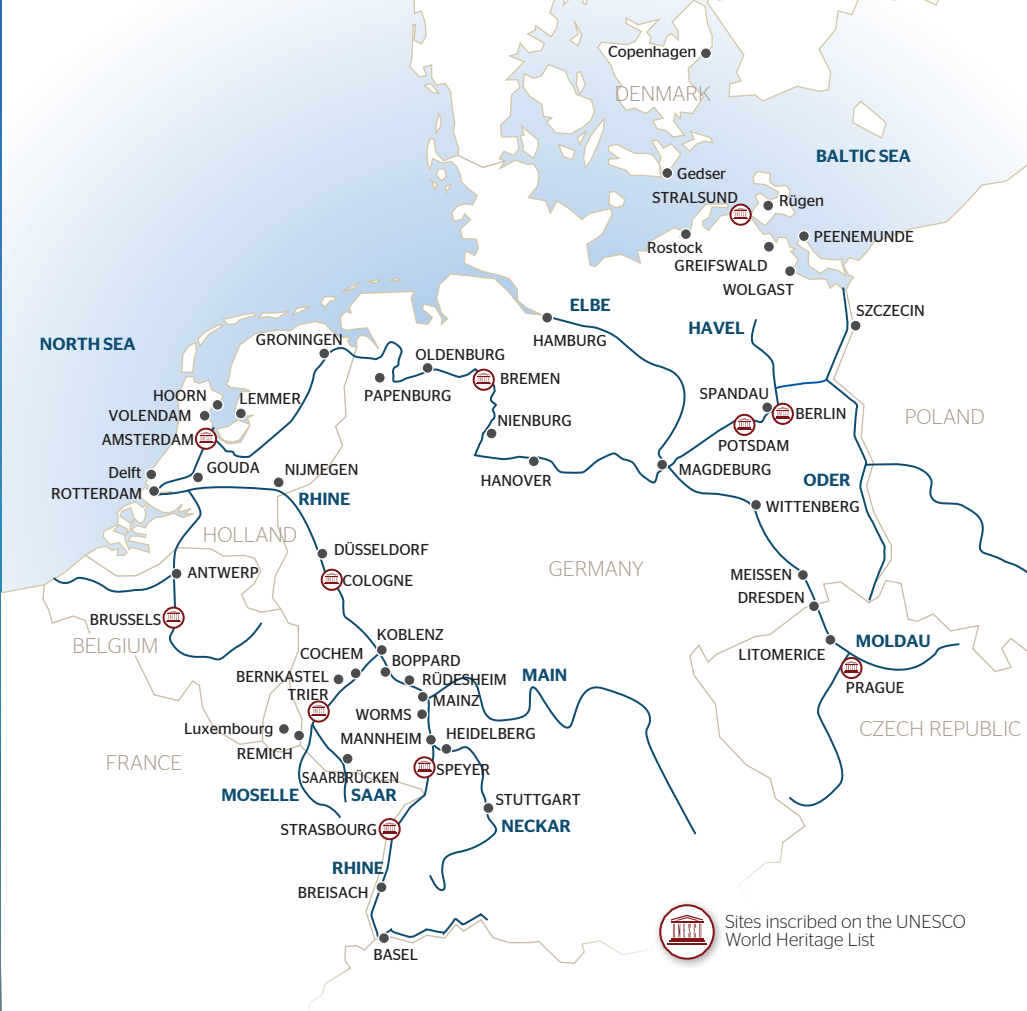 Copenhagen
DENMARK
BALTIC SEA
Gedser
STRALSUND
Rügen
Rostock
PEENEMUNDE
GREIFSWALD
WOLGAST
ELBE
SZCZECIN
HAVEL
NORTH SEA
GRONINGEN
HAMBURG
OLDENBURG
BREMEN
PAPENBURG
HOORN
LEMMER
VOLENDAM
SPANDAU
BERLIN
POLAND
NIENBURG
AMSTERDAM
POTSDAM
GOUDA
NIJMEGEN
Delft
MAGDEBURG
HANOVER
ODER
ROTTERDAM
RHINE
WITTENBERG
HOLLAND
DÜSSELDORF
GERMANY
ANTWERP
COLOGNE
MEISSEN
DRESDEN
BRUSSELS
BELGIUM
KOBLENZ
MOLDAU
COCHEM
LITOMERICE
BOPPARD
BERNKASTEL
RÜDESHEIM
MAIN
PRAGUE
TRIER
MAINZ
WORMS
Luxembourg
HEIDELBERG
CZECH REPUBLIC
MANNHEIM
REMICH
FRANCE
SPEYER
SAARBRÜCKEN
MOSELLE
SAAR
STUTTGART
STRASBOURG
NECKAR
RHINE
BREISACH
UNESCO
Sites inscribed on the UNESCO
World Heritage List
BASEL